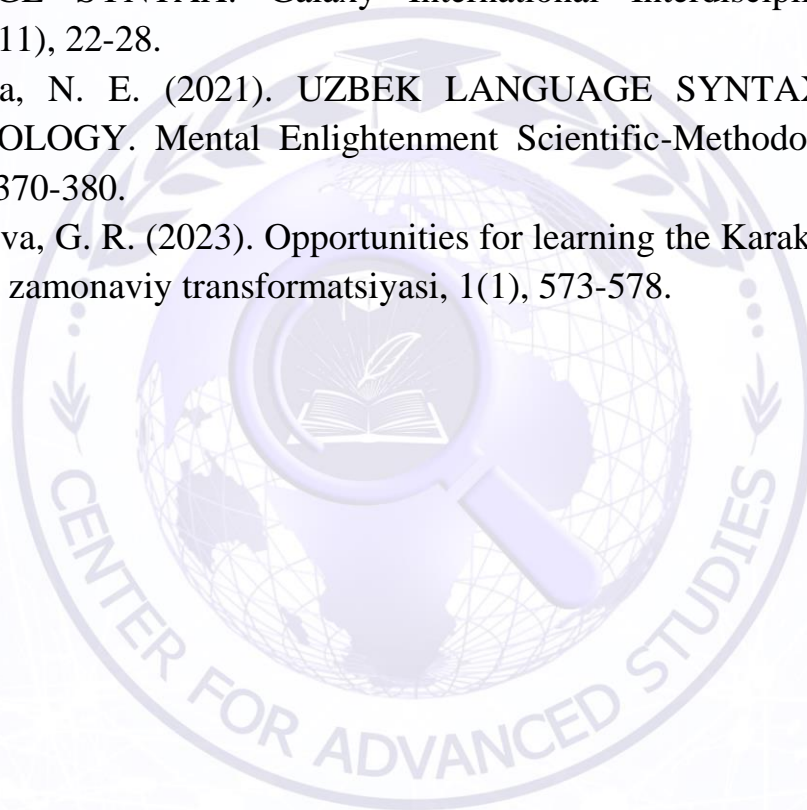 SYNTAX. Galaxy International Interdiscipl
11), 22-28.
a, N. E. (2021). UZBEK LANGUAGE SYNTAX
OLOGY. Mental Enlightenment Scientific-Methodo
370-380.
va, G. R. (2023). Opportunities for learning the Karak
zamonaviy transformatsiyasi, 1(1), 573-578.
CENTER FOR ADVANCED STUDIES